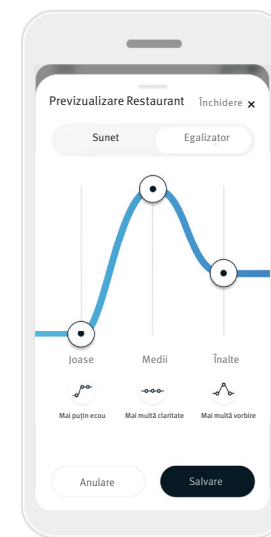 Previzualizare Restaurant Închidere ×
Sunet Egalizator
Joase Medii Înalte
Mai puțin ecou Mai multă claritate Mai multă vorbire
Anulare Salvare